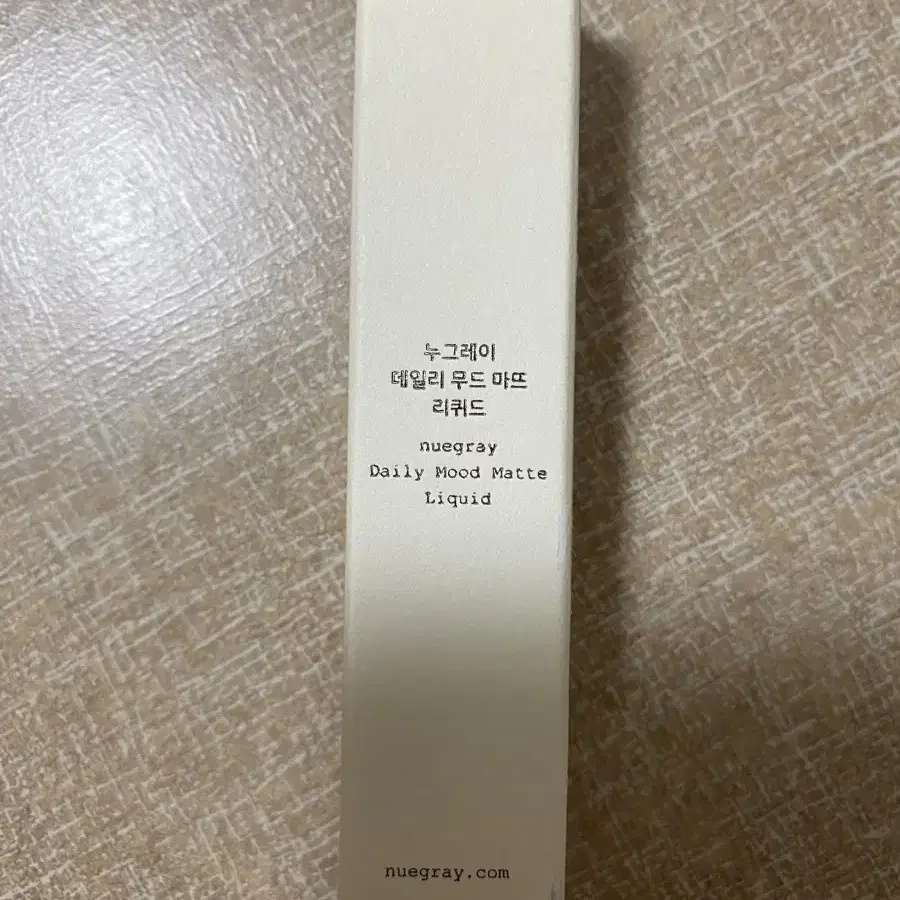 누그레이
데일리 무드 마뜨
리퀴드
nuegray
Daily Mood Matte
Liquid
nuegray.com